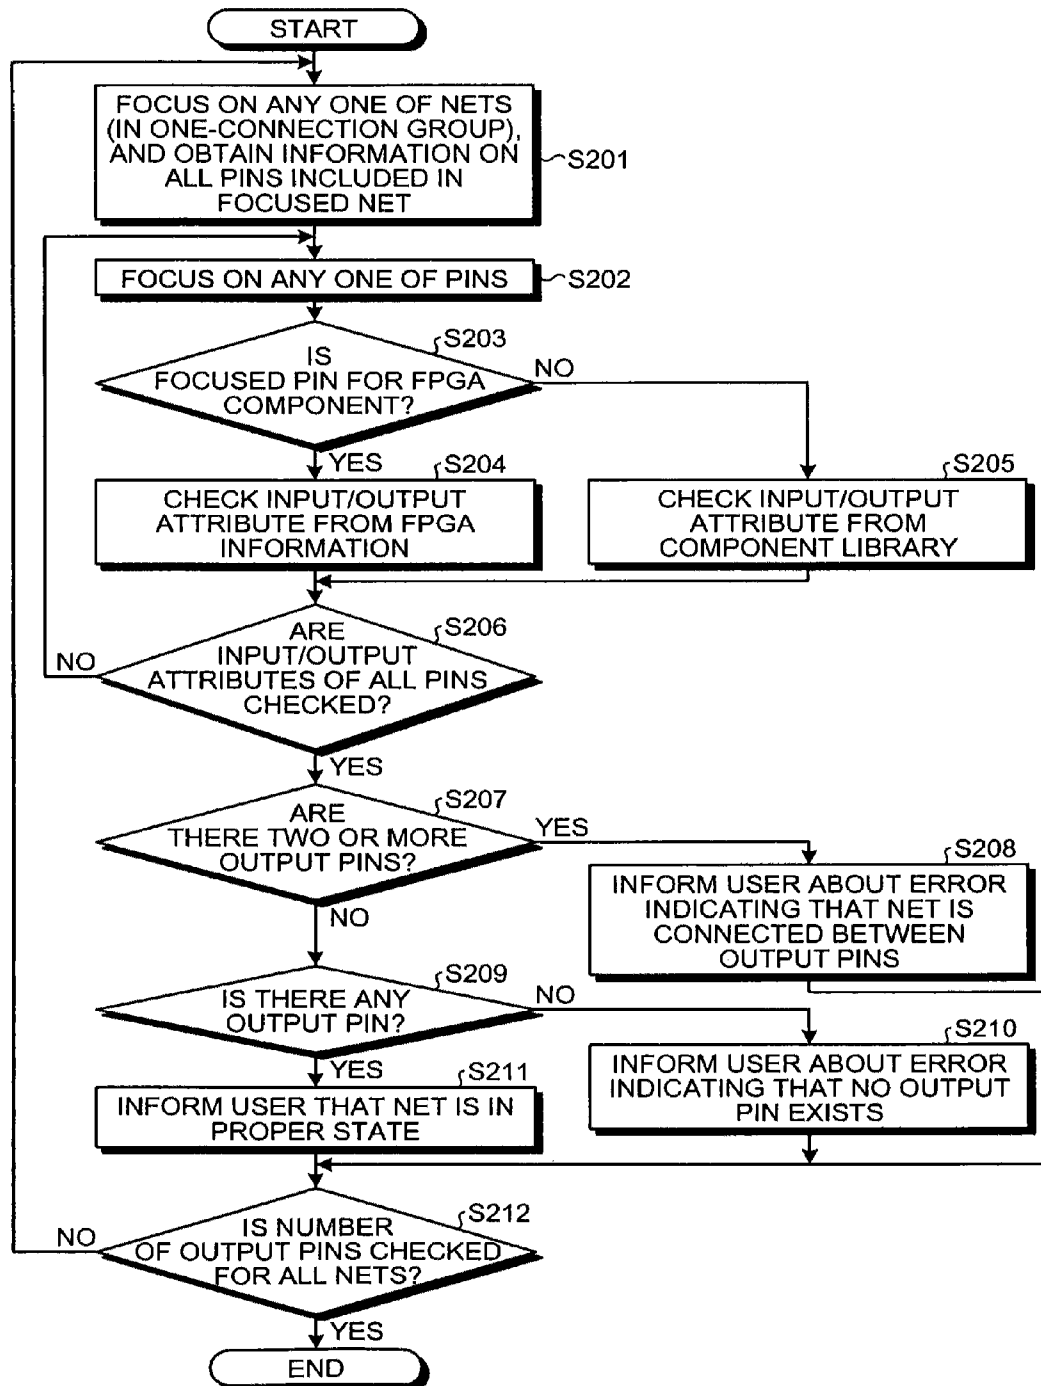 START
FOCUS ON ANY ONE OF NETS
(IN ONE-CONNECTION GROUP),
AND OBTAIN INFORMATION ON
ALL PINS INCLUDED IN
FOCUSED NET
S201
FOCUS ON ANY ONE OF PINS
S202
S203
IS
FOCUSED PIN FOR FPGA
COMPONENT?
NO
YES
S204
CHECK INPUT/OUTPUT
ATTRIBUTE FROM FPGA
INFORMATION
S205
CHECK INPUT/OUTPUT
ATTRIBUTE FROM
COMPONENT LIBRARY
S206
ARE
INPUT/OUTPUT
ATTRIBUTES OF ALL PINS
CHECKED?
NO
YES
S207
ARE
THERE TWO OR MORE
OUTPUT PINS?
YES
NO
S208
INFORM USER ABOUT ERROR
INDICATING THAT NET IS
CONNECTED BETWEEN
OUTPUT PINS
S209
IS THERE ANY
OUTPUT PIN?
NO
YES
S210
INFORM USER ABOUT ERROR
INDICATING THAT NO OUTPUT
PIN EXISTS
S211
INFORM USER THAT NET IS IN
PROPER STATE
S212
IS NUMBER
OF OUTPUT PINS CHECKED
FOR ALL NETS?
NO
YES
END